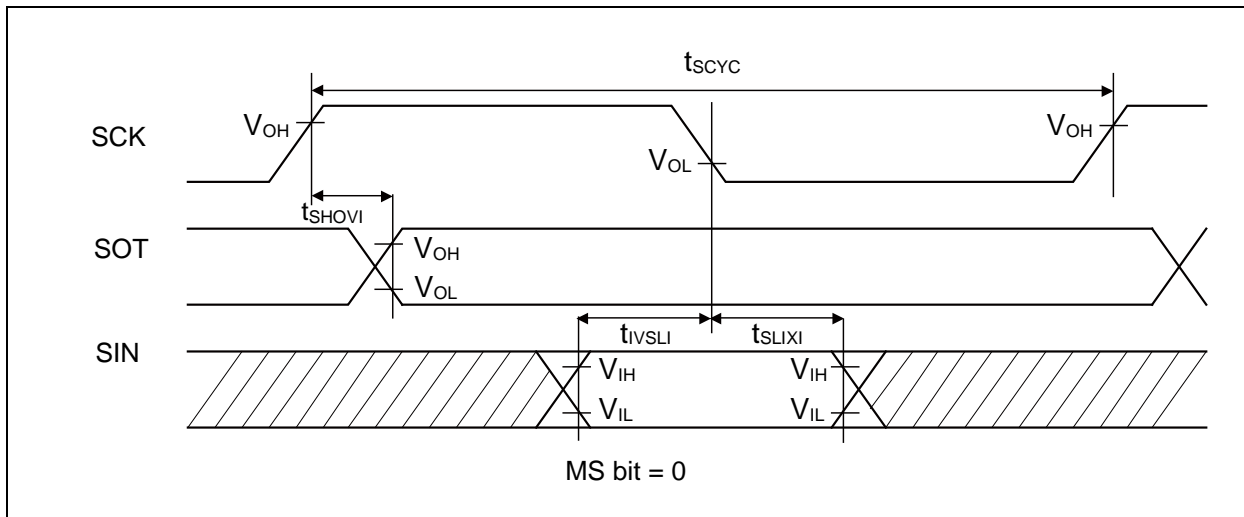 tSCYC
SCK
VOH
VOL
VOH
tSHOVI
SOT
VOH
VOL
SIN
tIVSLI
tSLIXI
VIH
VIH
VIL
VIL
MS bit = 0